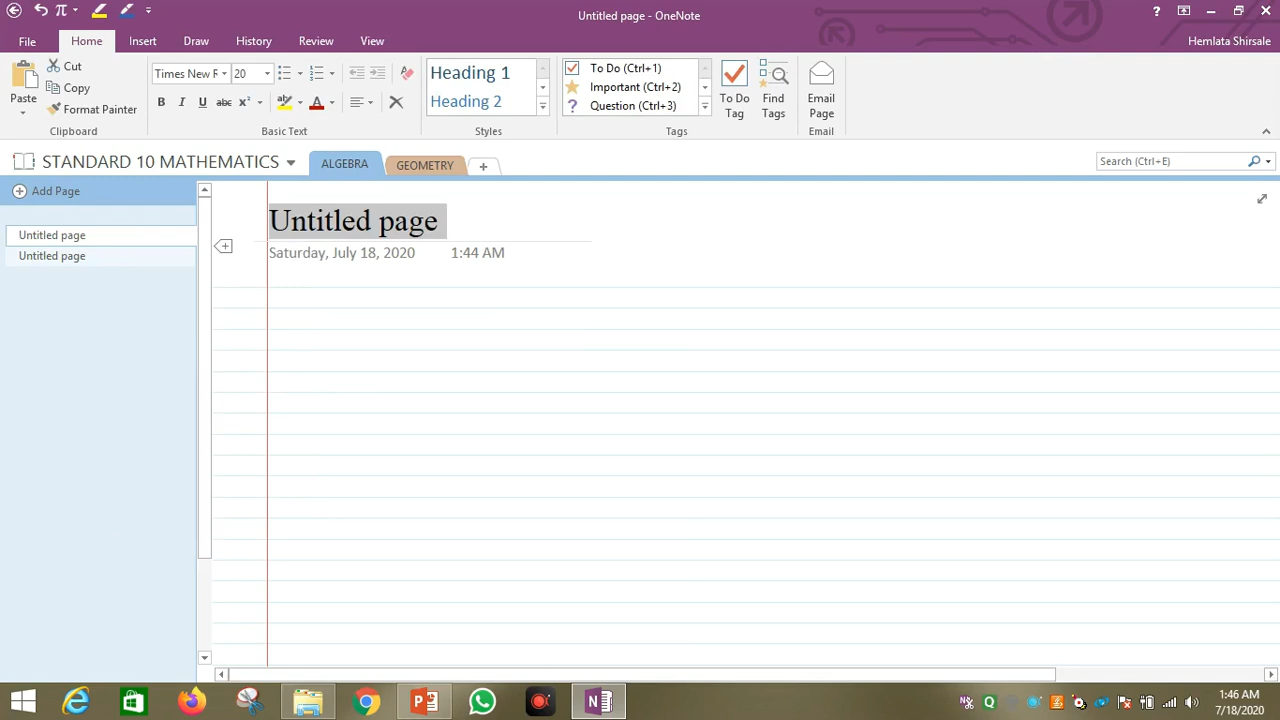 Untitled page - OneNote
?
File
Home
Insert
Draw
History
Review
View
Hemlata Shirsale
Paste
Cut
Copy
Format Painter
Clipboard
Times New F
20
B I U abc x²
A
Basic Text
Heading 1
Heading 2
Styles
To Do (Ctrl+1)
Important (Ctrl+2)
? Question (Ctrl+3)
Tags
To Do
Tag
Find
Tags
Email
Page
Email
STANDARD 10 MATHEMATICS
ALGEBRA
GEOMETRY
Search (Ctrl+E)
Add Page
Untitled page
Untitled page
Untitled page
Saturday, July 18, 2020 1:44 AM
1:46 AM
7/18/2020